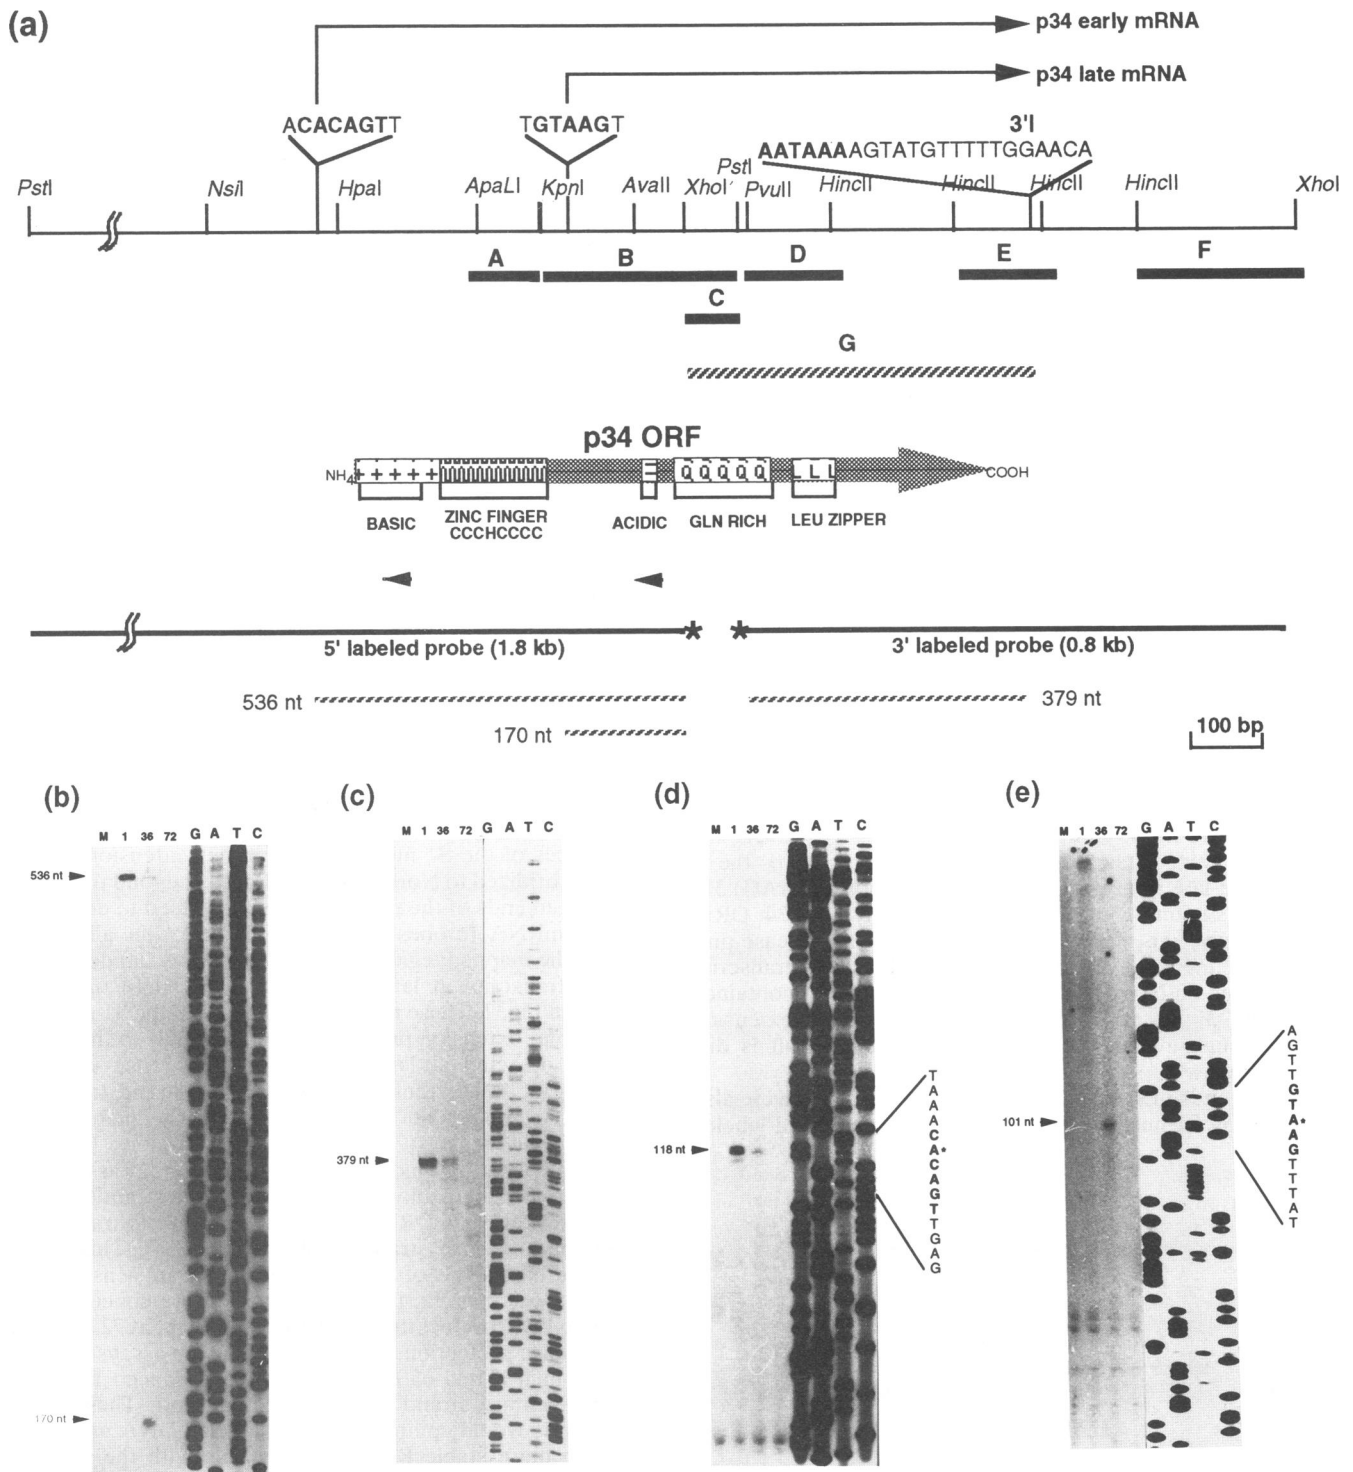 (a)
p34 early mRNA
p34 late mRNA
ACACAGTT
TGTAAGT
3'I
AATAAAAGTATGTTTTTGGAACA
PstI NsiI HpaI ApaLI KpnI AvaII XhoI' PstI PvuII HincII HincII HincII HincII XhoI
A B D E F
C
G
p34 ORF
NH4 + + + + + Q Q Q Q Q L L L COOH
BASIC ZINC FINGER ACIDIC GLN RICH LEU ZIPPER
CCCHCCCC
* *
5' labeled probe (1.8 kb) 3' labeled probe (0.8 kb)
536 nt 379 nt
170 nt
100 bp
(b)
M 1 36 72 G A T C
536 nt
170 nt
(c)
M 1 36 72 G A T C
379 nt
(d)
M 1 36 72 G A T C
118 nt
T
A
A
A
C
A*
C
A
G
T
T
G
A
G
(e)
M 1 36 72 G A T C
101 nt
A
G
T
T
G
T
A*
A
G
T
T
T
A
T